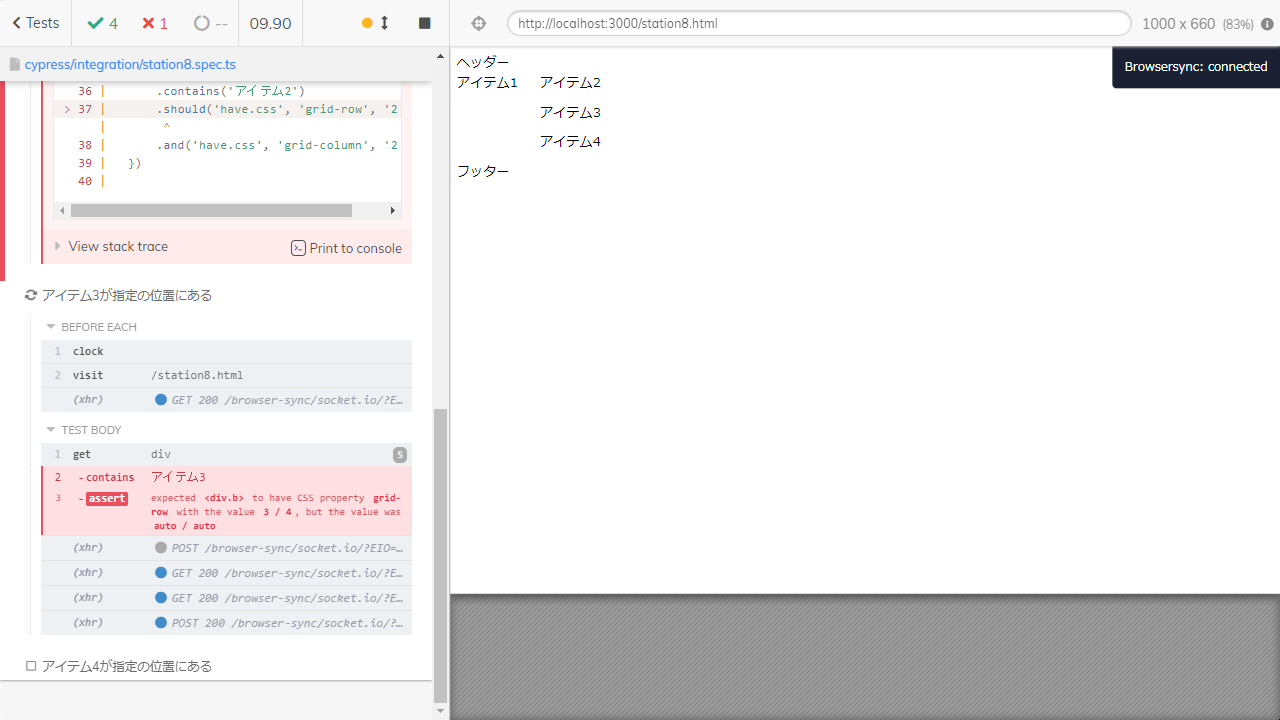 Tests
4
1
--
09.90
http://localhost:3000/station8.html
1000 x 660 (83%)
cypress/integration/station8.spec.ts
36 | .contains('アイテム2')
> 37 | .should('have.css', 'grid-row', '2
| ^
38 | .and('have.css', 'grid-column', '2
39 | })
40 |
View stack trace
Print to console
アイテム3が指定の位置にある
BEFORE EACH
1 clock
2 visit /station8.html
(xhr) GET 200 /browser-sync/socket.io/?E...
TEST BODY
1 get div 5
2 - contains アイテム3
3 - assert expected <div.b> to have CSS property grid-
row with the value 3 / 4 , but the value was
auto / auto
(xhr) POST /browser-sync/socket.io/?EIO=...
(xhr) GET 200 /browser-sync/socket.io/?E...
(xhr) GET 200 /browser-sync/socket.io/?E...
(xhr) POST 200 /browser-sync/socket.io/?...
アイテム4が指定の位置にある
ヘッダー
アイテム1 アイテム2
アイテム3
アイテム4
フッター
Browsersync: connected